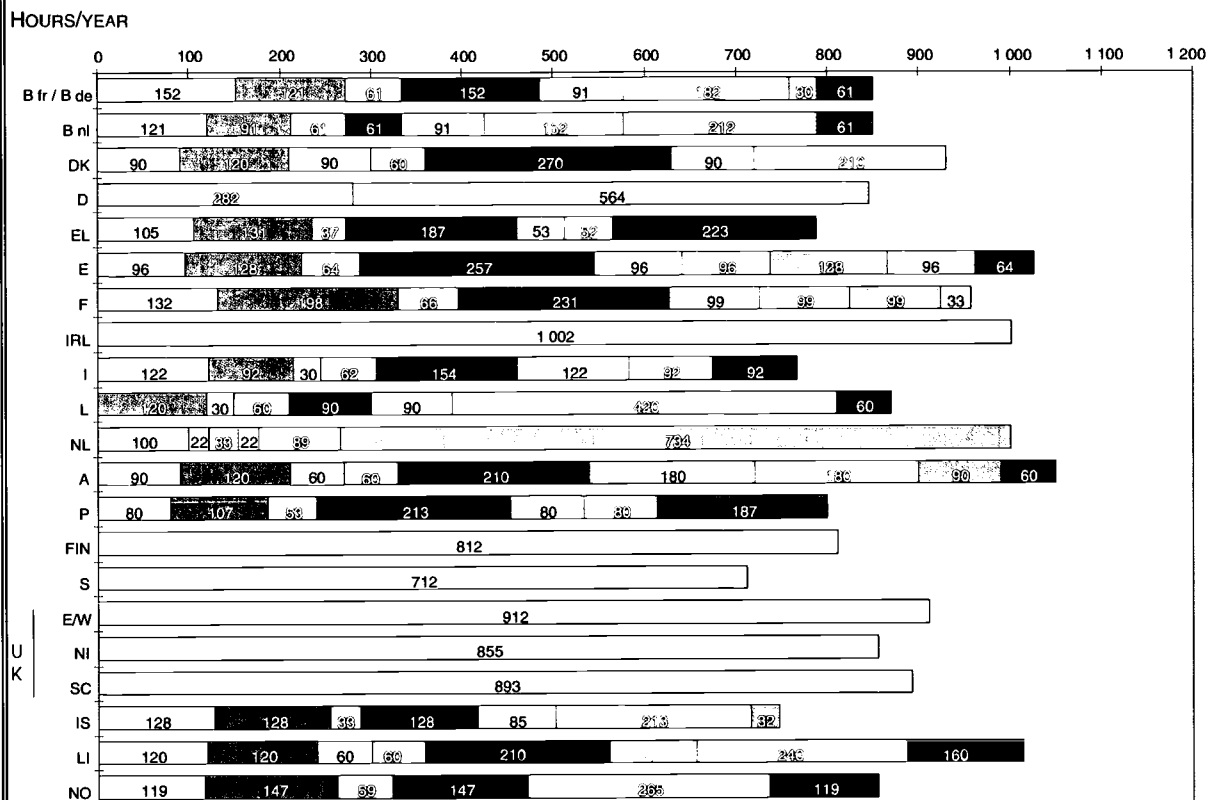 HOURS/YEAR
0 100 200 300 400 500 600 700 800 900 1 000 1 100 1 200
B fr / B de 152 121 61 152 91 182 30 61
B nl 121 91 61 61 91 152 212 61
DK 90 120 90 60 270 90 210
D 282 564
EL 105 131 37 187 53 52 223
E 96 128 64 257 96 96 128 96 64
F 132 198 66 231 99 99 99 33
IRL 1 002
I 122 92 30 62 154 122 92 92
L 120 30 60 90 90 420 60
NL 100 22 33 22 89 734
A 90 120 60 60 210 180 180 90 60
P 80 107 53 213 80 80 187
FIN 812
S 712
U K
E/W 912
NI 855
SC 893
IS 128 128 33 128 85 213 32
LI 120 120 60 60 210 240 160
NO 119 147 59 147 265 119